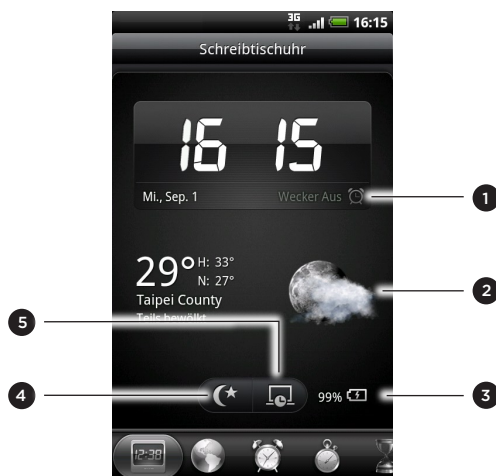 3G 16:15
Schreibtischuhr
16 15
Mi., Sep. 1 Wecker Aus
1
29° H: 33°
N: 27°
Taipei County
Teils bewölkt
2
5
4
99%
3
12:38